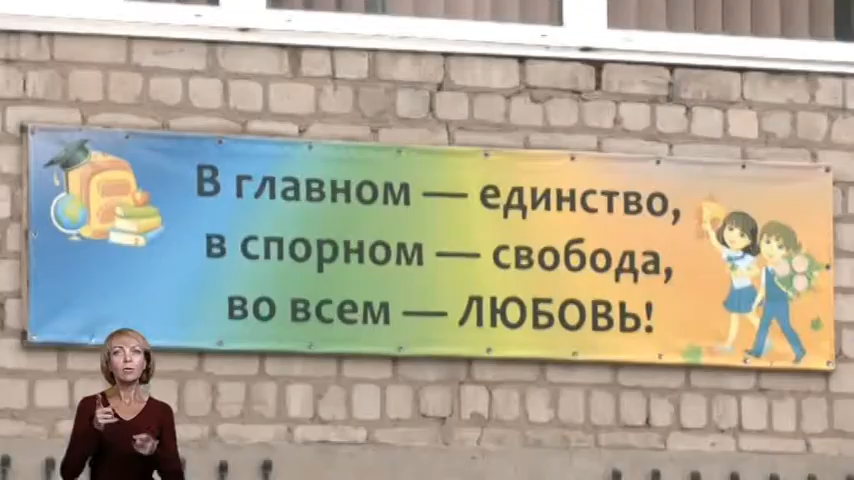 В главном — единство,
в спорном — свобода,
во всем — ЛЮБОВЬ!